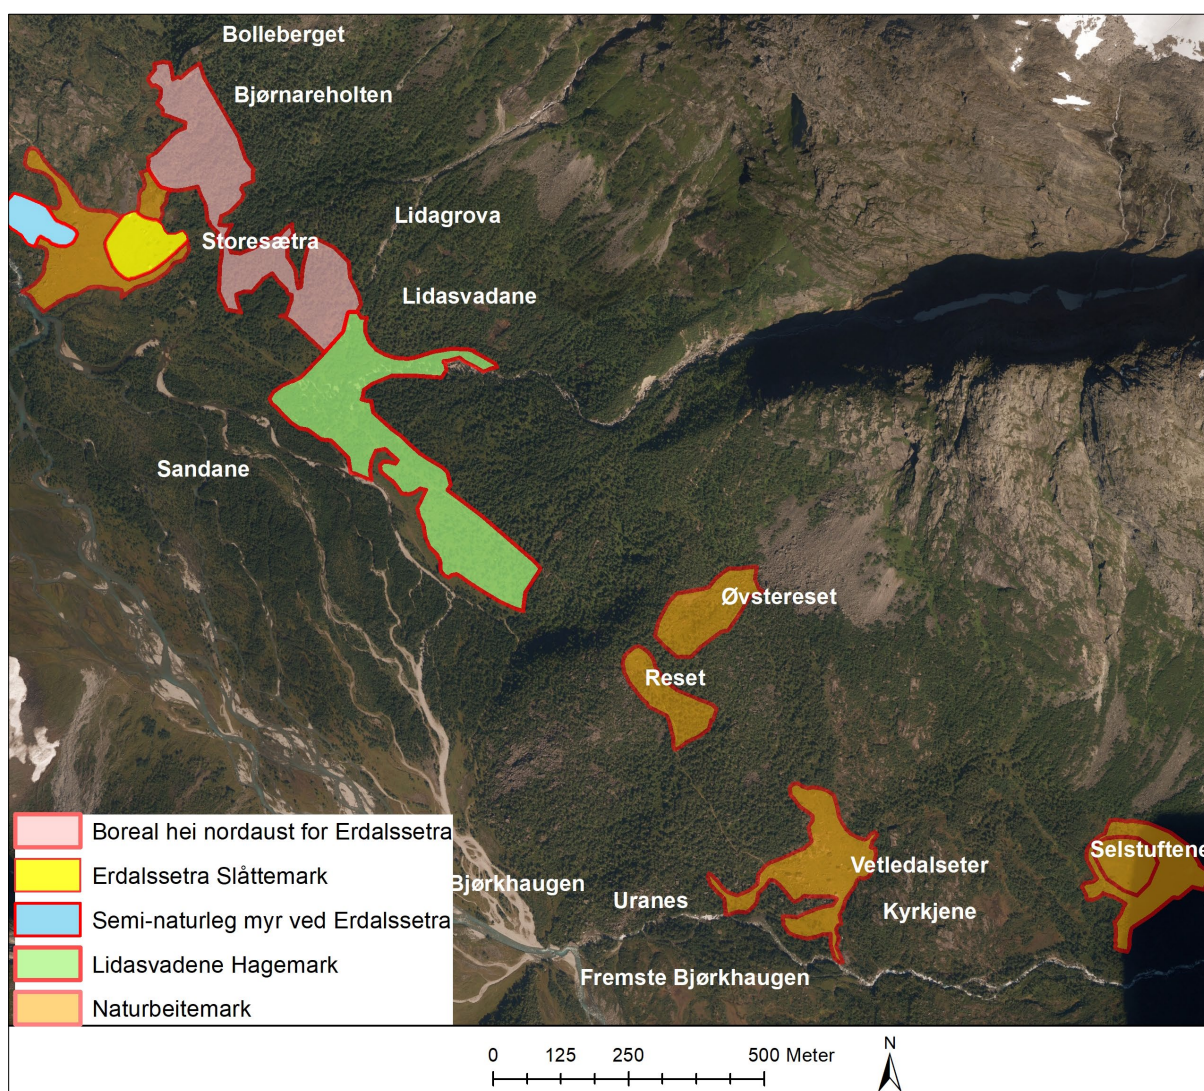 Bolleberget
Bjørnareholten
Lidagrova
Storesætra
Lidasvadane
Sandane
Øvstereset
Reset
Selstuftene
Vetledalseter
Bjørkhaugen
Uranes
Kyrkjene
Fremste Bjørkhaugen
Boreal hei nordaust for Erdalssetra
Erdalssetra Slåttemark
Semi-naturleg myr ved Erdalssetra
Lidasvadene Hagemark
Naturbeitemark
0 125 250 500 Meter
N